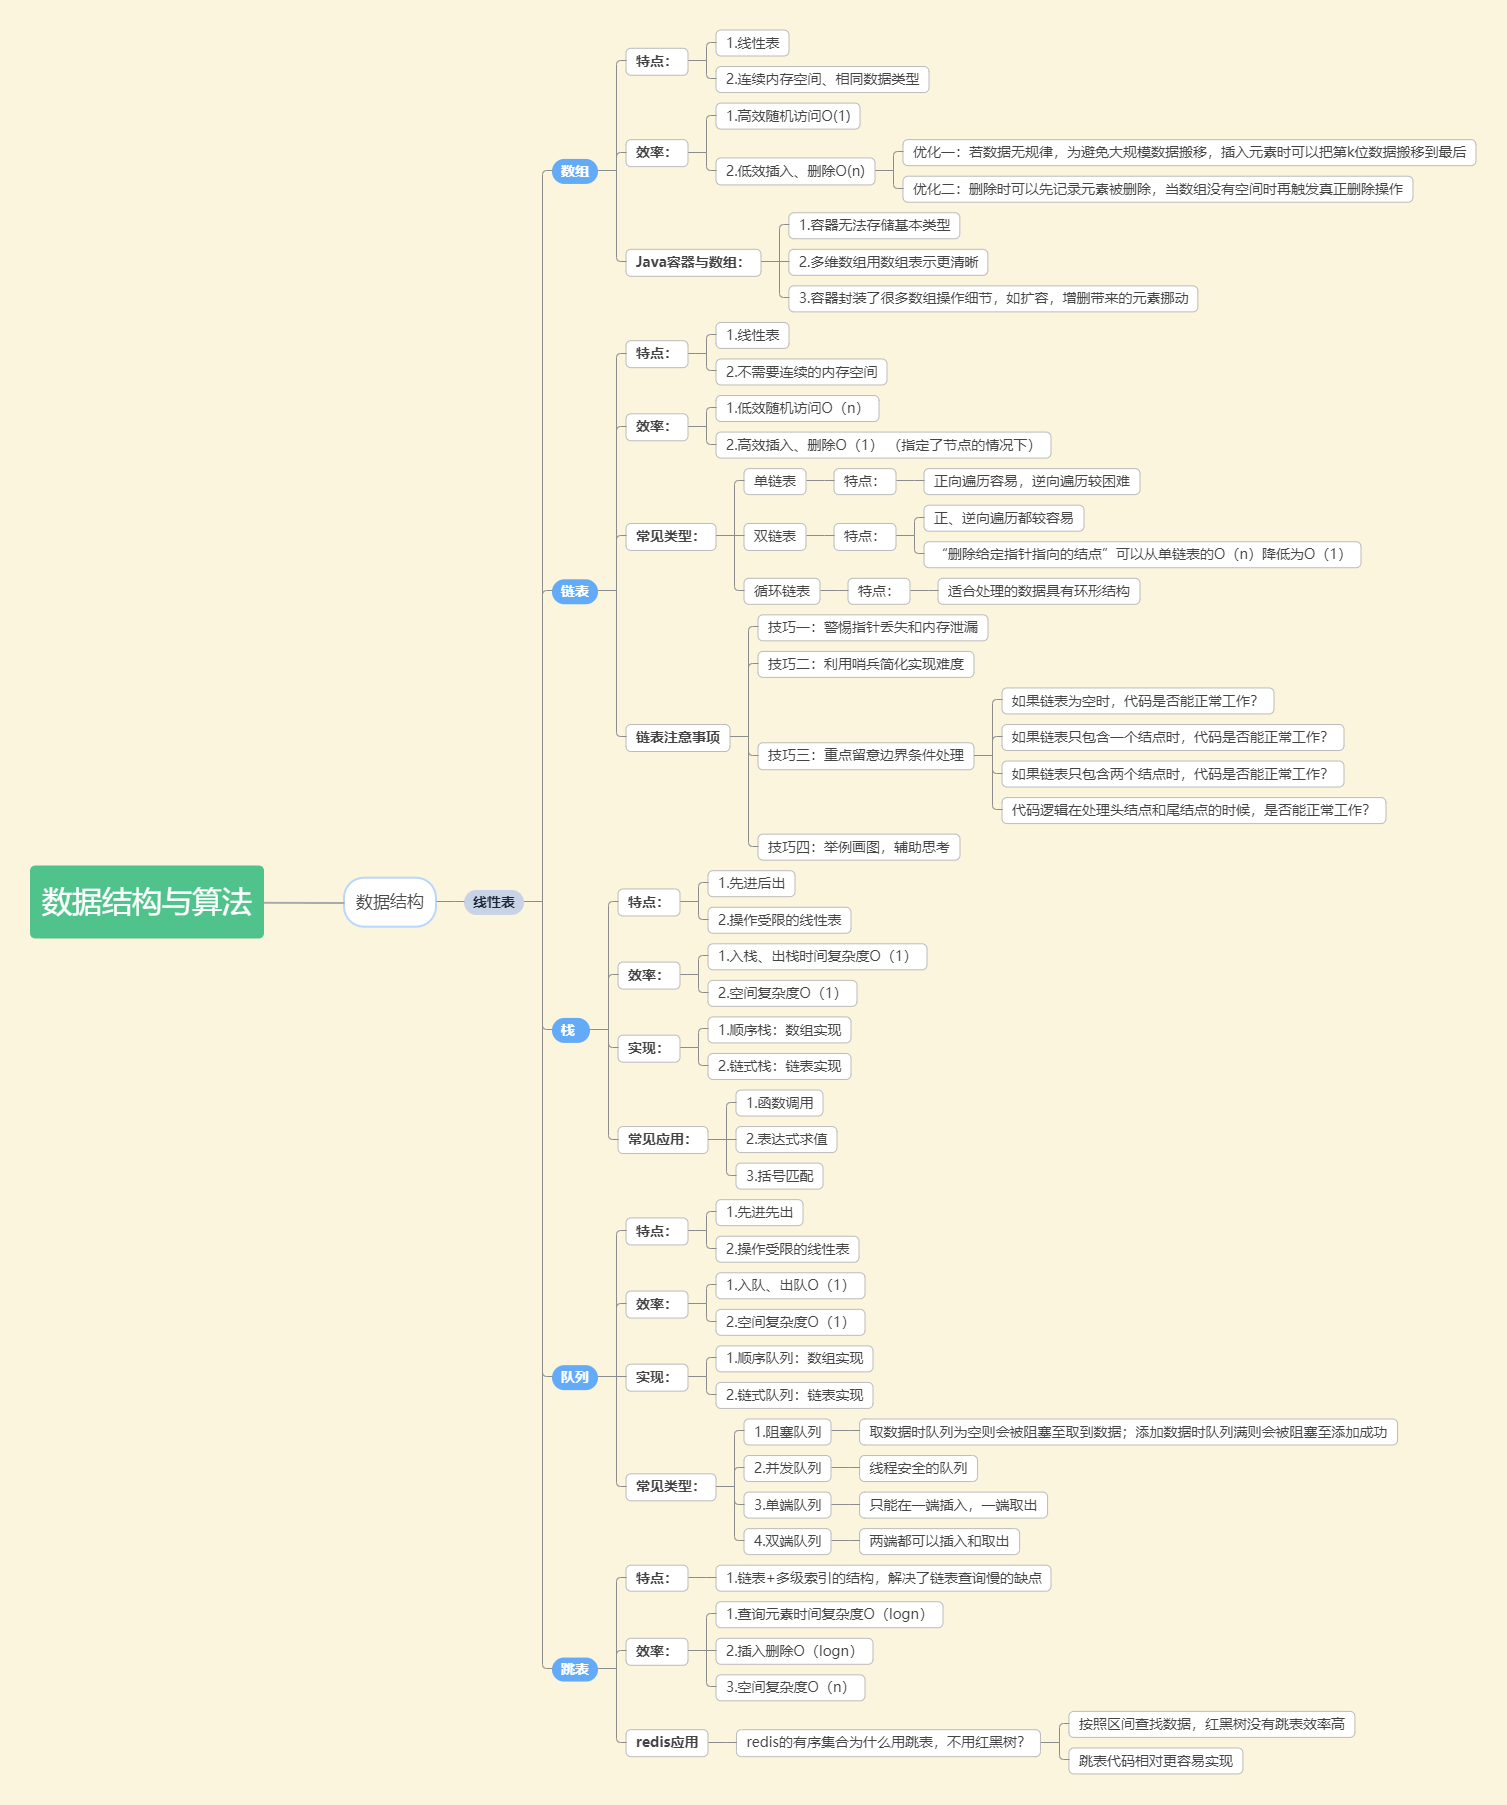 数据结构与算法
数据结构
线性表
数组
特点：
1.线性表
2.连续内存空间、相同数据类型
效率：
1.高效随机访问O(1)
2.低效插入、删除O(n)
优化一：若数据无规律，为避免大规模数据搬移，插入元素时可以把第k位数据搬移到最后
优化二：删除时可以先记录元素被删除，当数组没有空间时再触发真正删除操作
Java容器与数组：
1.容器无法存储基本类型
2.多维数组用数组表示更清晰
3.容器封装了很多数组操作细节，如扩容，增删带来的元素挪动
链表
特点：
1.线性表
2.不需要连续的内存空间
效率：
1.低效随机访问O（n）
2.高效插入、删除O（1）（指定了节点的情况下）
常见类型：
单链表
特点：
正向遍历容易，逆向遍历较困难
双链表
特点：
正、逆向遍历都较容易
“删除给定指针指向的结点”可以从单链表的O（n）降低为O（1）
循环链表
特点：
适合处理的数据具有环形结构
链表注意事项
技巧一：警惕指针丢失和内存泄漏
技巧二：利用哨兵简化实现难度
技巧三：重点留意边界条件处理
如果链表为空时，代码是否能正常工作？
如果链表只包含一个结点时，代码是否能正常工作？
如果链表只包含两个结点时，代码是否能正常工作？
代码逻辑在处理头结点和尾结点的时候，是否能正常工作？
技巧四：举例画图，辅助思考
栈
特点：
1.先进后出
2.操作受限的线性表
效率：
1.入栈、出栈时间复杂度O（1）
2.空间复杂度O（1）
实现：
1.顺序栈：数组实现
2.链式栈：链表实现
常见应用：
1.函数调用
2.表达式求值
3.括号匹配
队列
特点：
1.先进先出
2.操作受限的线性表
效率：
1.入队、出队O（1）
2.空间复杂度O（1）
实现：
1.顺序队列：数组实现
2.链式队列：链表实现
常见类型：
1.阻塞队列
取数据时队列为空则会被阻塞至取到数据；添加数据时队列满则会被阻塞至添加成功
2.并发队列
线程安全的队列
3.单端队列
只能在一端插入，一端取出
4.双端队列
两端都可以插入和取出
跳表
特点：
1.链表+多级索引的结构，解决了链表查询慢的缺点
效率：
1.查询元素时间复杂度O（logn）
2.插入删除O（logn）
3.空间复杂度O（n）
redis应用
redis的有序集合为什么用跳表，不用红黑树？
按照区间查找数据，红黑树没有跳表效率高
跳表代码相对更容易实现